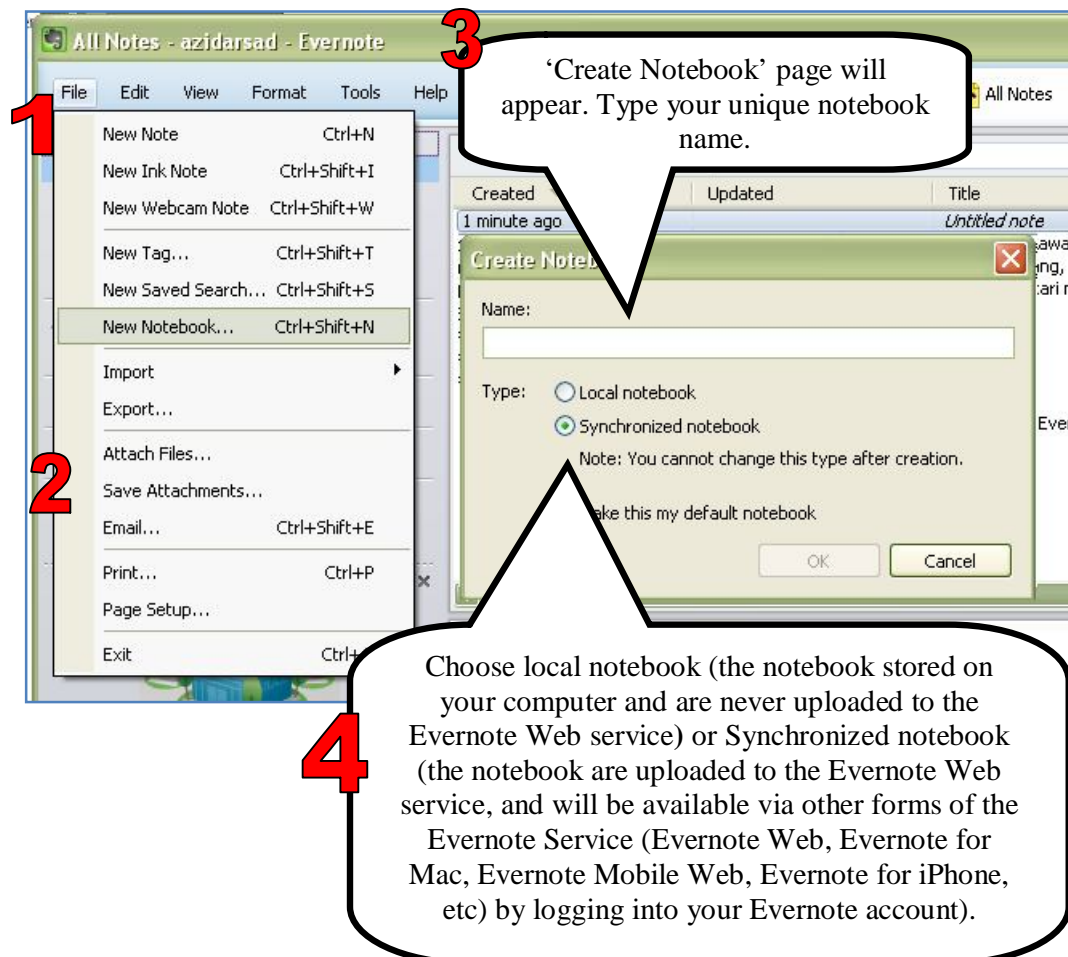 All Notes - azidarsad - Evernote
3
'Create Notebook' page will
appear. Type your unique notebook
name.
File Edit View Format Tools Help
All Notes
1
New Note Ctrl+N
New Ink Note Ctrl+Shift+I
New Webcam Note Ctrl+Shift+W
New Tag... Ctrl+Shift+T
New Saved Search... Ctrl+Shift+S
New Notebook... Ctrl+Shift+N
Import
Export...
2
Attach Files...
Save Attachments...
Email... Ctrl+Shift+E
Print... Ctrl+P
Page Setup...
Exit
Created Updated Title
1 minute ago Untitled note
Create
Name:
Type: Local notebook
Synchronized notebook
Note: You cannot change this type after creation.
this my default notebook
OK Cancel
4
Choose local notebook (the notebook stored on
your computer and are never uploaded to the
Evernote Web service) or Synchronized notebook
(the notebook are uploaded to the Evernote Web
service, and will be available via other forms of the
Evernote Service (Evernote Web, Evernote for
Mac, Evernote Mobile Web, Evernote for iPhone,
etc) by logging into your Evernote account).